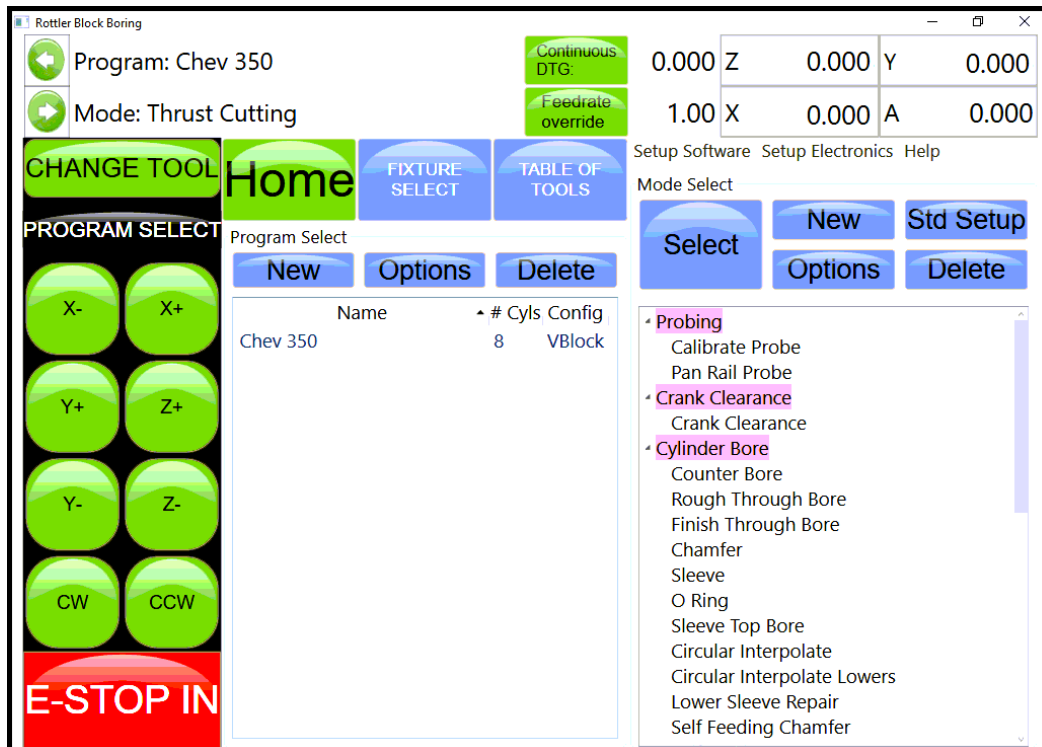 Rottler Block Boring
Program: Chev 350
Continuous DTG: 0.000 Z 0.000 Y 0.000
Mode: Thrust Cutting
Feedrate override 1.00 X 0.000 A 0.000
CHANGE TOOL
Home
FIXTURE SELECT
TABLE OF TOOLS
Setup Software Setup Electronics Help
PROGRAM SELECT
X- X+
Y+ Z+
Y- Z-
CW CCW
E-STOP IN
Program Select
New Options Delete
Name # Cyls Config
Chev 350 8 VBlock
Mode Select
Select
New Std Setup
Options Delete
Probing
Calibrate Probe
Pan Rail Probe
Crank Clearance
Crank Clearance
Cylinder Bore
Counter Bore
Rough Through Bore
Finish Through Bore
Chamfer
Sleeve
O Ring
Sleeve Top Bore
Circular Interpolate
Circular Interpolate Lowers
Lower Sleeve Repair
Self Feeding Chamfer